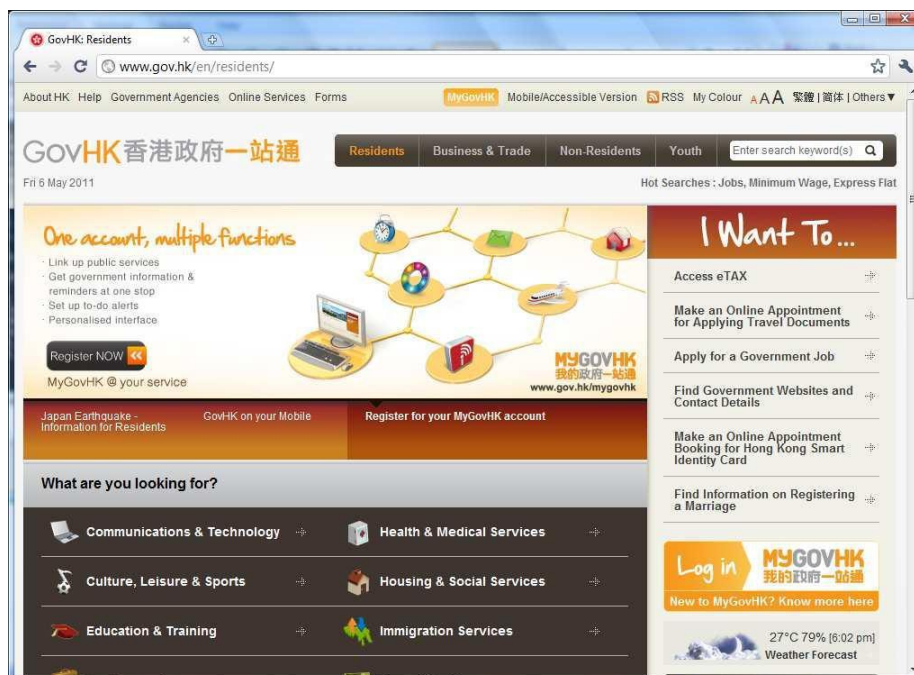 GovHK: Residents
www.gov.hk/en/residents/
About HK Help Government Agencies Online Services Forms MyGovHK Mobile/Accessible Version RSS My Colour A A A 繁體 | 简体 | Others ▼
GovHK香港政府一站通
Residents Business & Trade Non-Residents Youth Enter search keyword(s)
Fri 6 May 2011
Hot Searches : Jobs, Minimum Wage, Express Flat
One account, multiple functions
· Link up public services
· Get government information &
reminders at one stop
· Set up to-do alerts
· Personalised interface
Register NOW
MyGovHK @ your service
MYGOVHK
我的政府一站通
www.gov.hk/mygovhk
Japan Earthquake -
Information for Residents
GovHK on your Mobile
Register for your MyGovHK account
What are you looking for?
Communications & Technology
Health & Medical Services
Culture, Leisure & Sports
Housing & Social Services
Education & Training
Immigration Services
I Want To...
Access eTAX
Make an Online Appointment
for Applying Travel Documents
Apply for a Government Job
Find Government Websites and
Contact Details
Make an Online Appointment
Booking for Hong Kong Smart
Identity Card
Find Information on Registering
a Marriage
Log in
MYGOVHK
我的政府一站通
New to MyGovHK? Know more here
27°C 79% [6:02 pm]
Weather Forecast